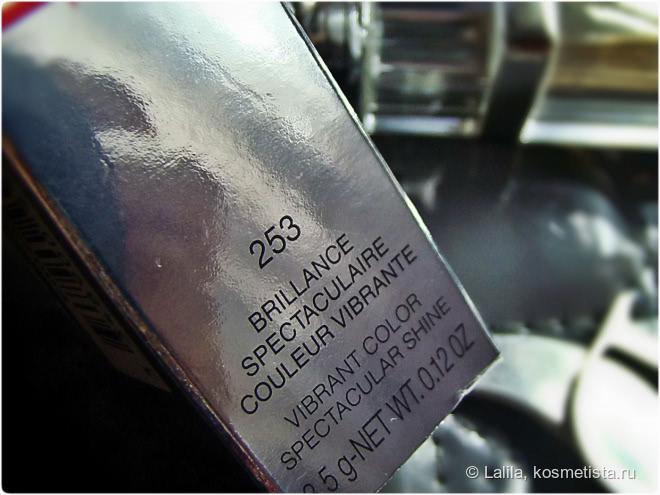 253
BRILLANCE
SPECTACULAIRE
COULEUR VIBRANTE
VIBRANT COLOR
SPECTACULAR SHINE
3.5 g-NET WT. 0.12 OZ
© Lalila, kosmetista.ru